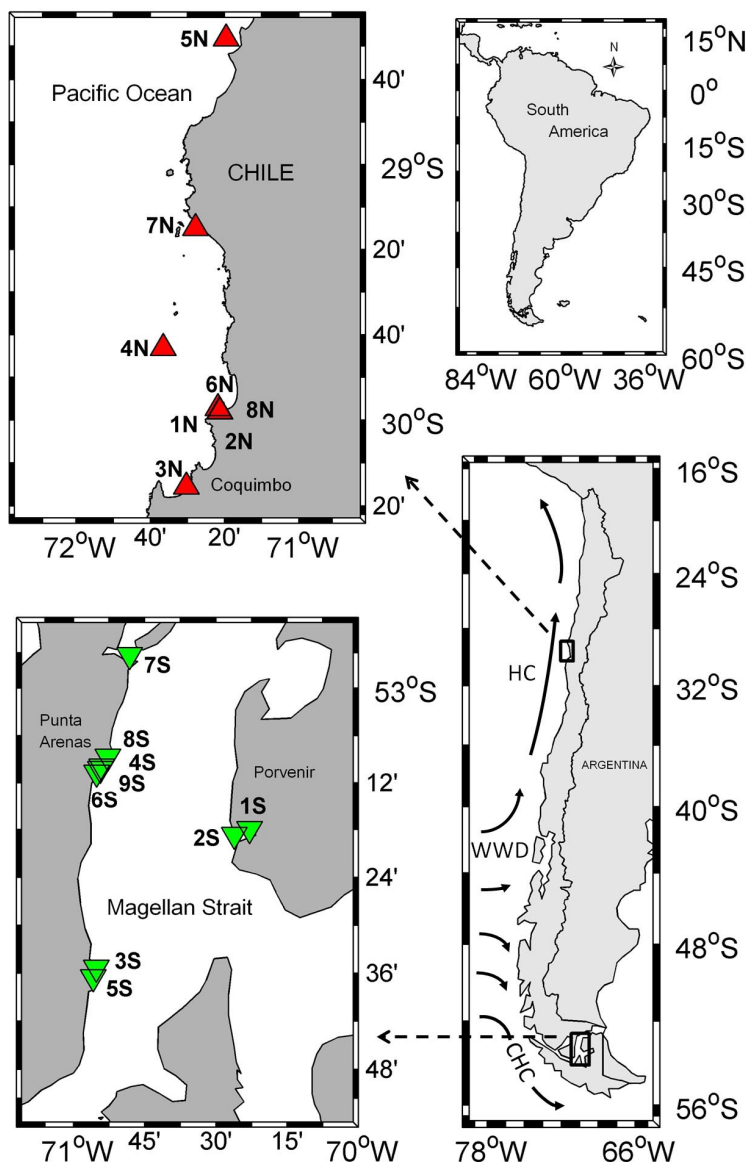 5N
40'
Pacific Ocean
CHILE
29°S
7N
20'
4N
40'
6N
1N
8N
30°S
2N
3N
Coquimbo
20'
72°W
40'
20'
71°W
N
15°N
0°
South
America
15°S
30°S
45°S
60°S
84°W
60°W
36°W
7S
53°S
Punta
Arenas
8S
4S
9S
6S
Porvenir
12'
1S
2S
24'
Magellan Strait
3S
5S
36'
48'
71°W
45'
30'
15'
70°W
16°S
24°S
HC
32°S
ARGENTINA
40°S
WWD
48°S
CHC
56°S
78°W
66°W